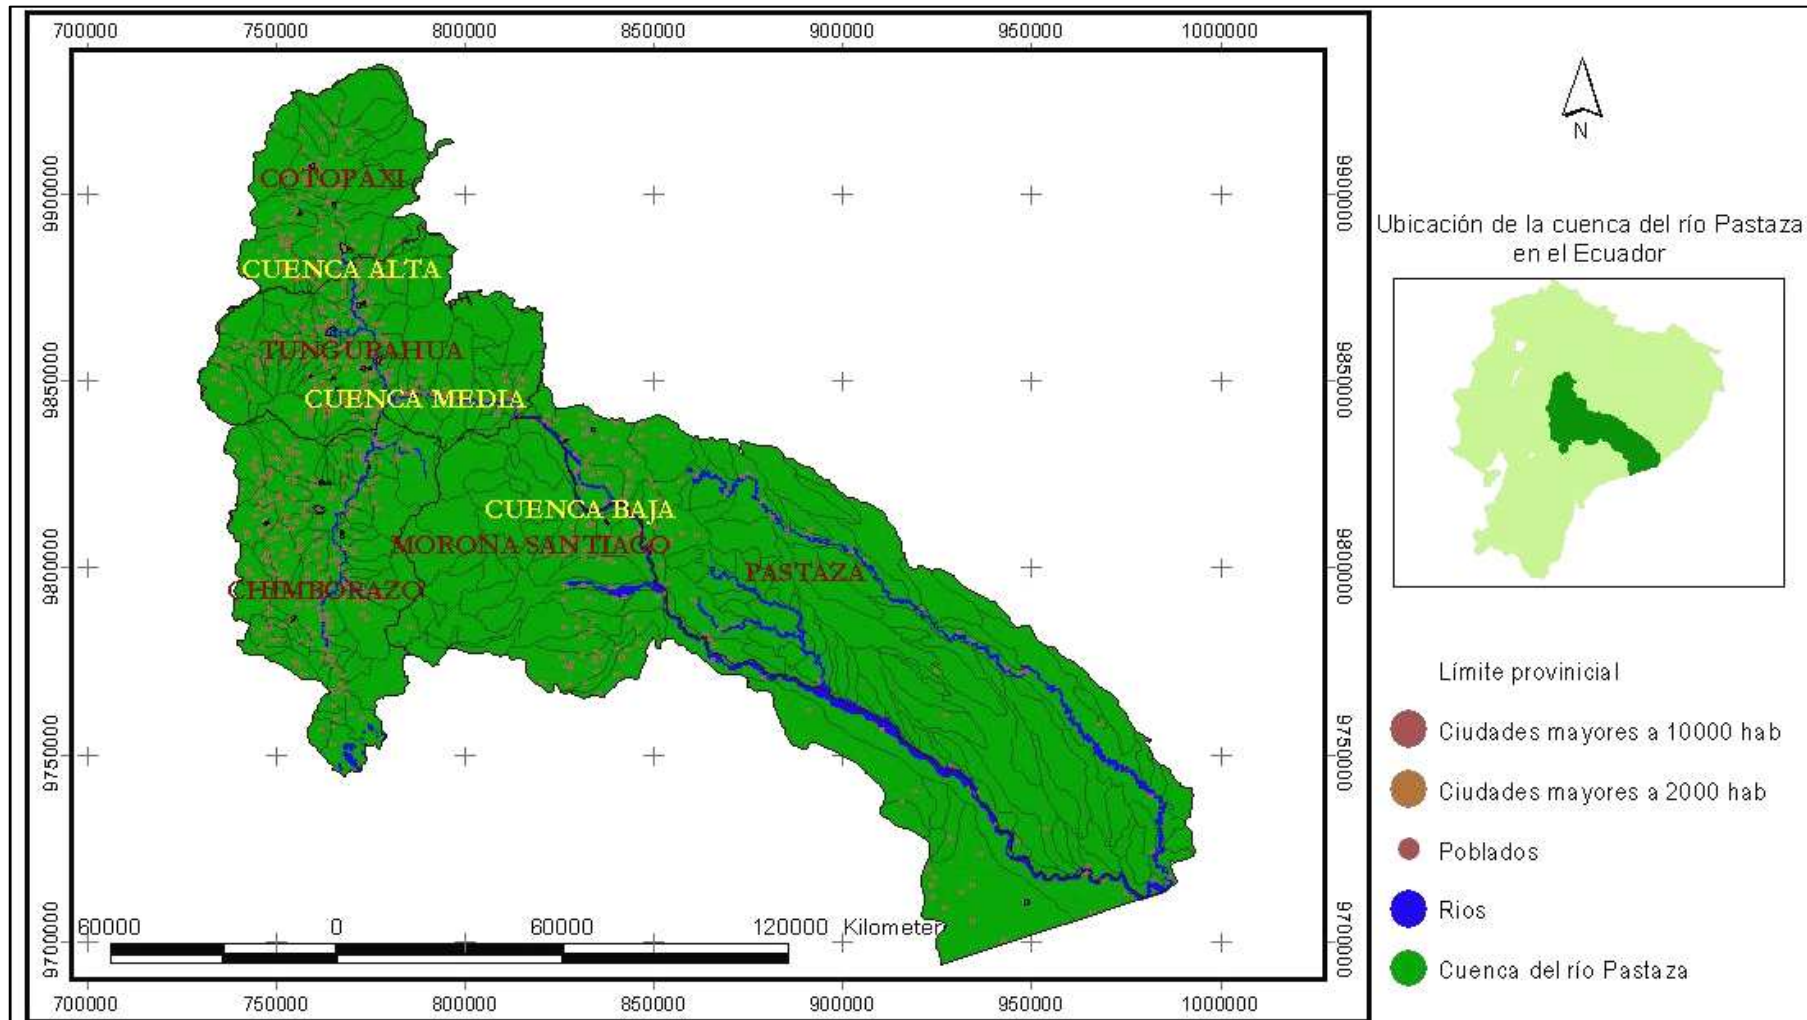 700000 750000 800000 850000 900000 950000 1000000
9900000
9850000
9800000
9750000
9700000
9900000
9850000
9800000
9750000
9700000
COTOPAXI
CUENCA ALTA
TUNGURAHUA
CUENCA MEDIA
CUENCA BAJA
MORONA SANTIAGO
PASTAZA
CHIMBORAZO
60000 0 60000 120000 Kilometer
700000 750000 800000 850000 900000 950000 1000000
N
Ubicación de la cuenca del río Pastaza
en el Ecuador
Límite provinicial
Ciudades mayores a 10000 hab
Ciudades mayores a 2000 hab
Poblados
Rios
Cuenca del río Pastaza